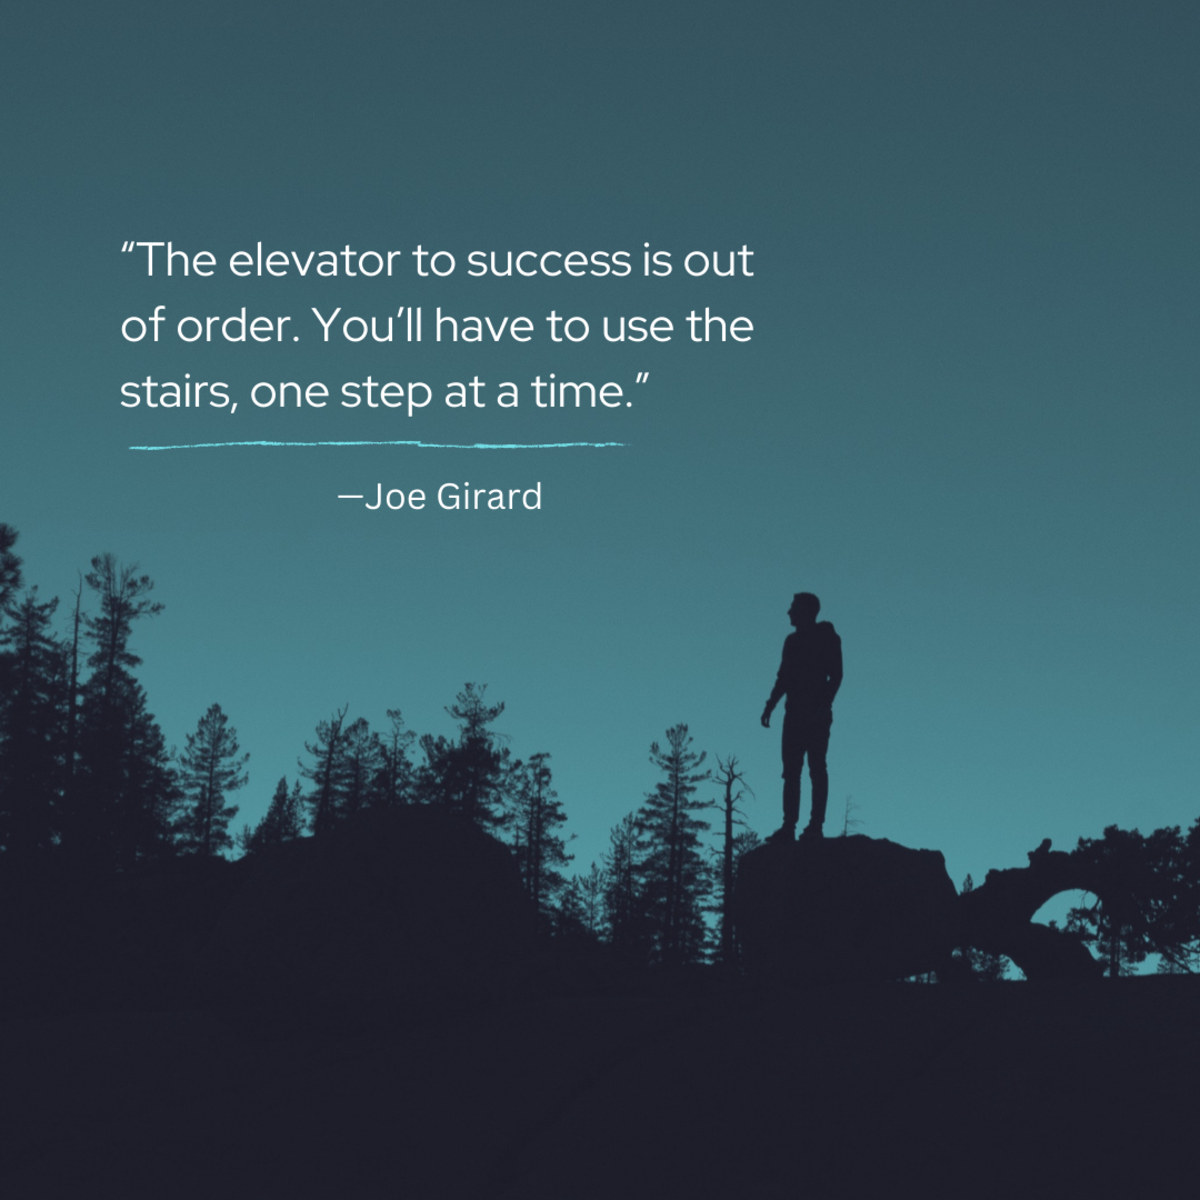 “The elevator to success is out
of order. You’ll have to use the
stairs, one step at a time.”
—Joe Girard